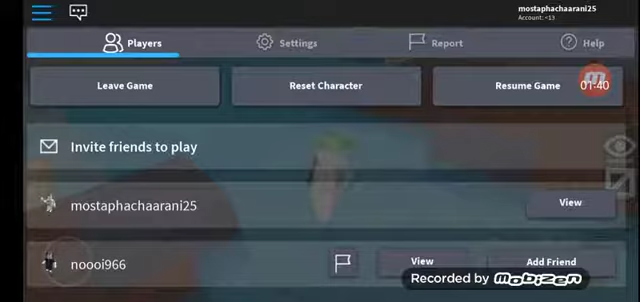 mostaphachaarani25
Account: <13
Players
Settings
Report
Help
Leave Game
Reset Character
Resume Game
01:40
Invite friends to play
mostaphachaarani25
View
noooi966
View
Add Friend
Recorded by mobizen